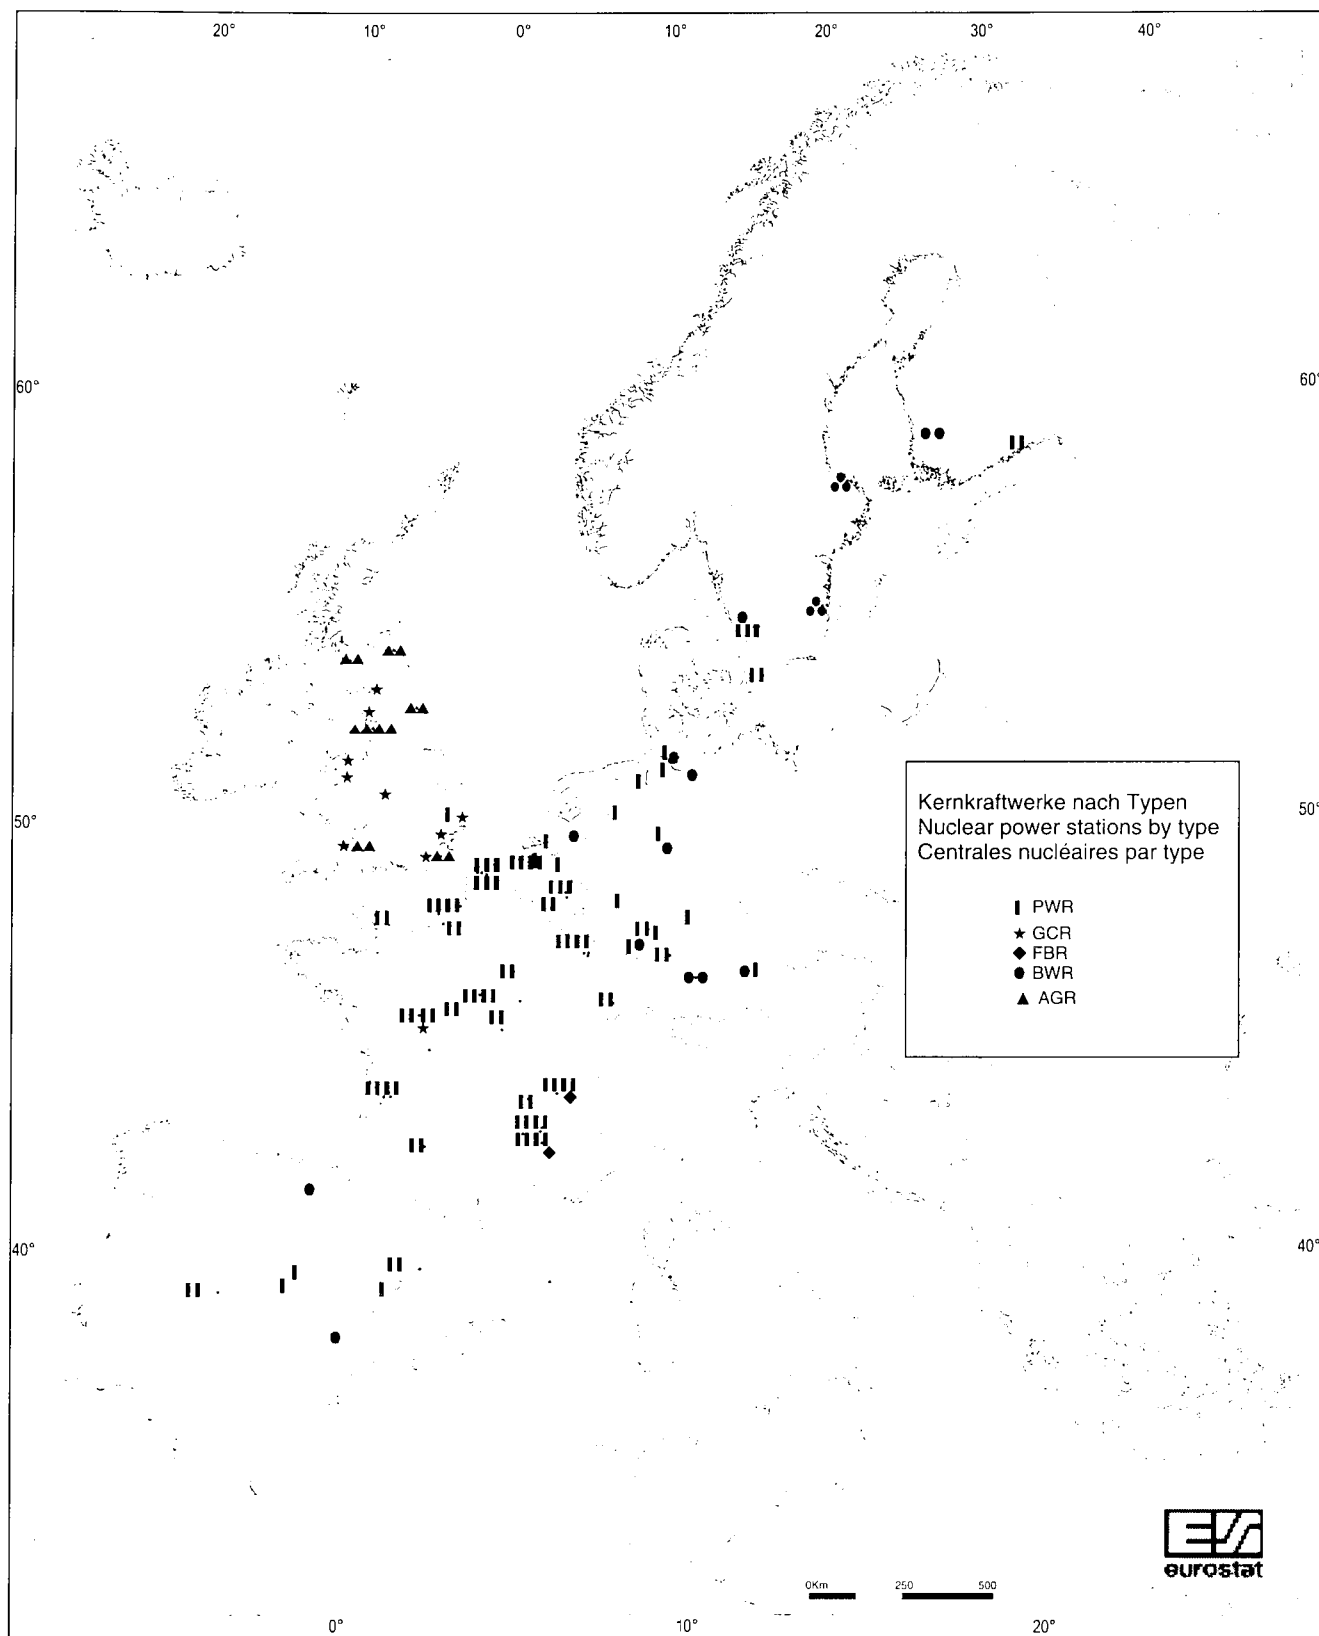 20° 10° 0° 10° 20° 30° 40°
60° 60°
Kernkraftwerke nach Typen
50° Nuclear power stations by type 50°
Centrales nucléaires par type
PWR
GCR
FBR
BWR
AGR
40° 40°
eurostat
0Km 250 500
0° 10° 20°